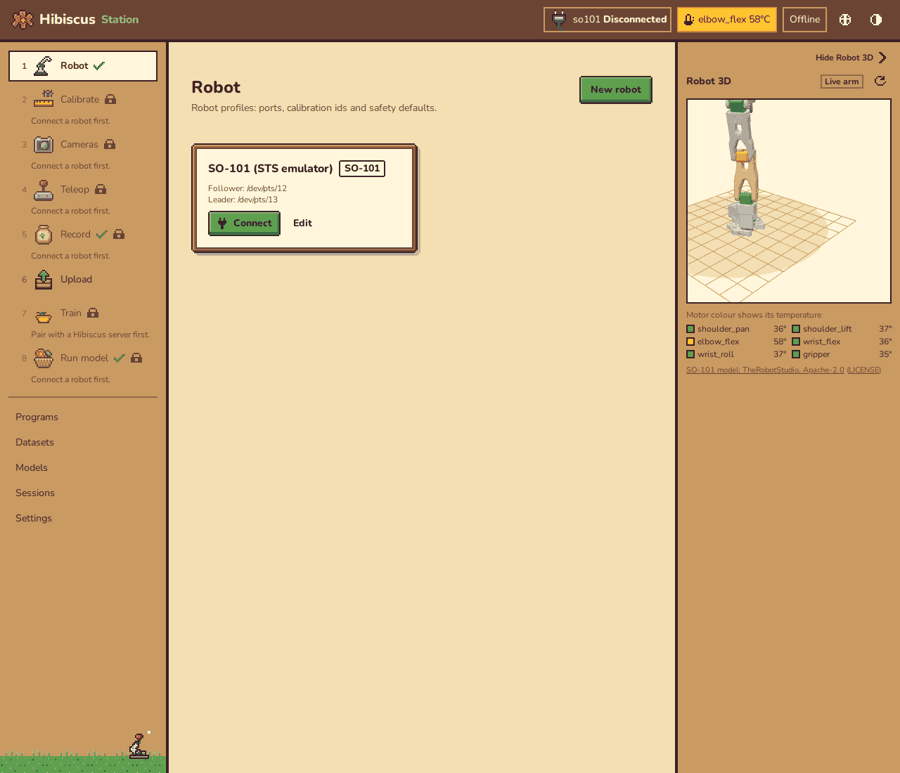 Hibiscus Station
so101 Disconnected
elbow_flex 58°C
Offline
1 Robot
2 Calibrate
Connect a robot first.
3 Cameras
Connect a robot first.
4 Teleop
Connect a robot first.
5 Record
Connect a robot first.
6 Upload
7 Train
Pair with a Hibiscus server first.
8 Run model
Connect a robot first.
Programs
Datasets
Models
Sessions
Settings
Robot
Robot profiles: ports, calibration ids and safety defaults.
New robot
SO-101 (STS emulator) SO-101
Follower: /dev/pts/12
Leader: /dev/pts/13
Connect Edit
Hide Robot 3D
Robot 3D Live arm
Motor colour shows its temperature
shoulder_pan 36° shoulder_lift 37°
elbow_flex 58° wrist_flex 36°
wrist_roll 37° gripper 35°
SO-101 model: TheRobotStudio, Apache-2.0 (LICENSE)